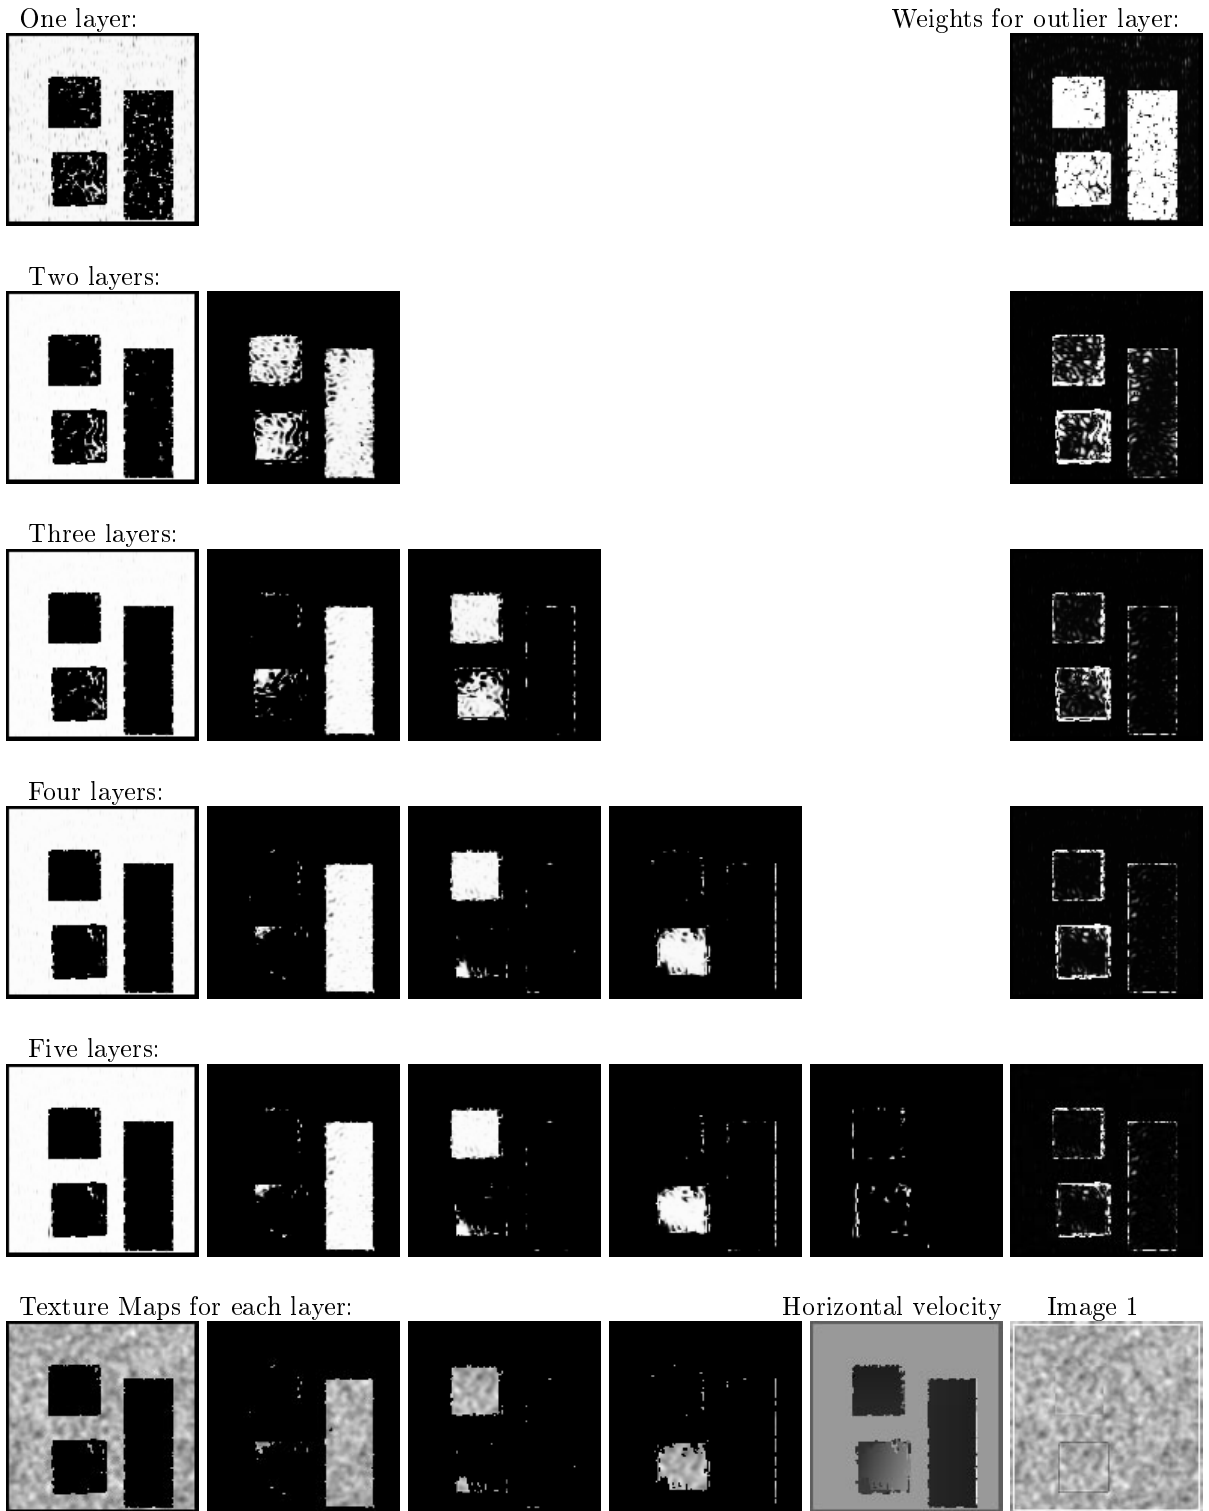 One layer:
Weights for outlier layer:
Two layers:
Three layers:
Four layers:
Five layers:
Texture Maps for each layer:
Horizontal velocity
Image 1